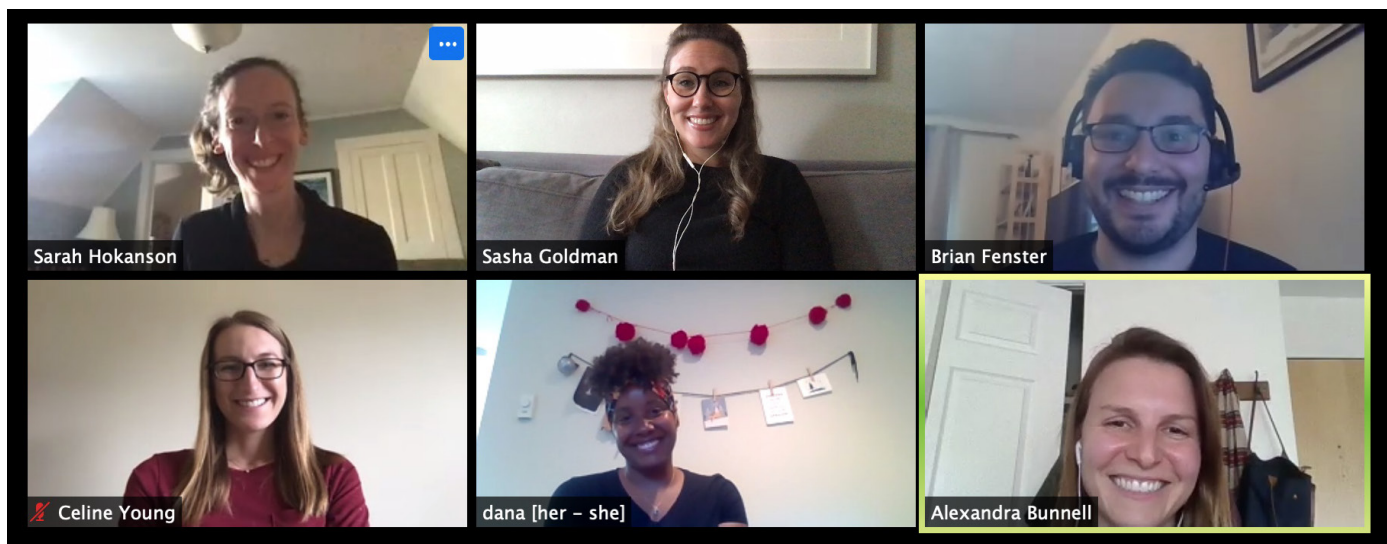 Sarah Hokanson
Sasha Goldman
Brian Fenster
Celine Young
dana [her – she]
Alexandra Bunnell